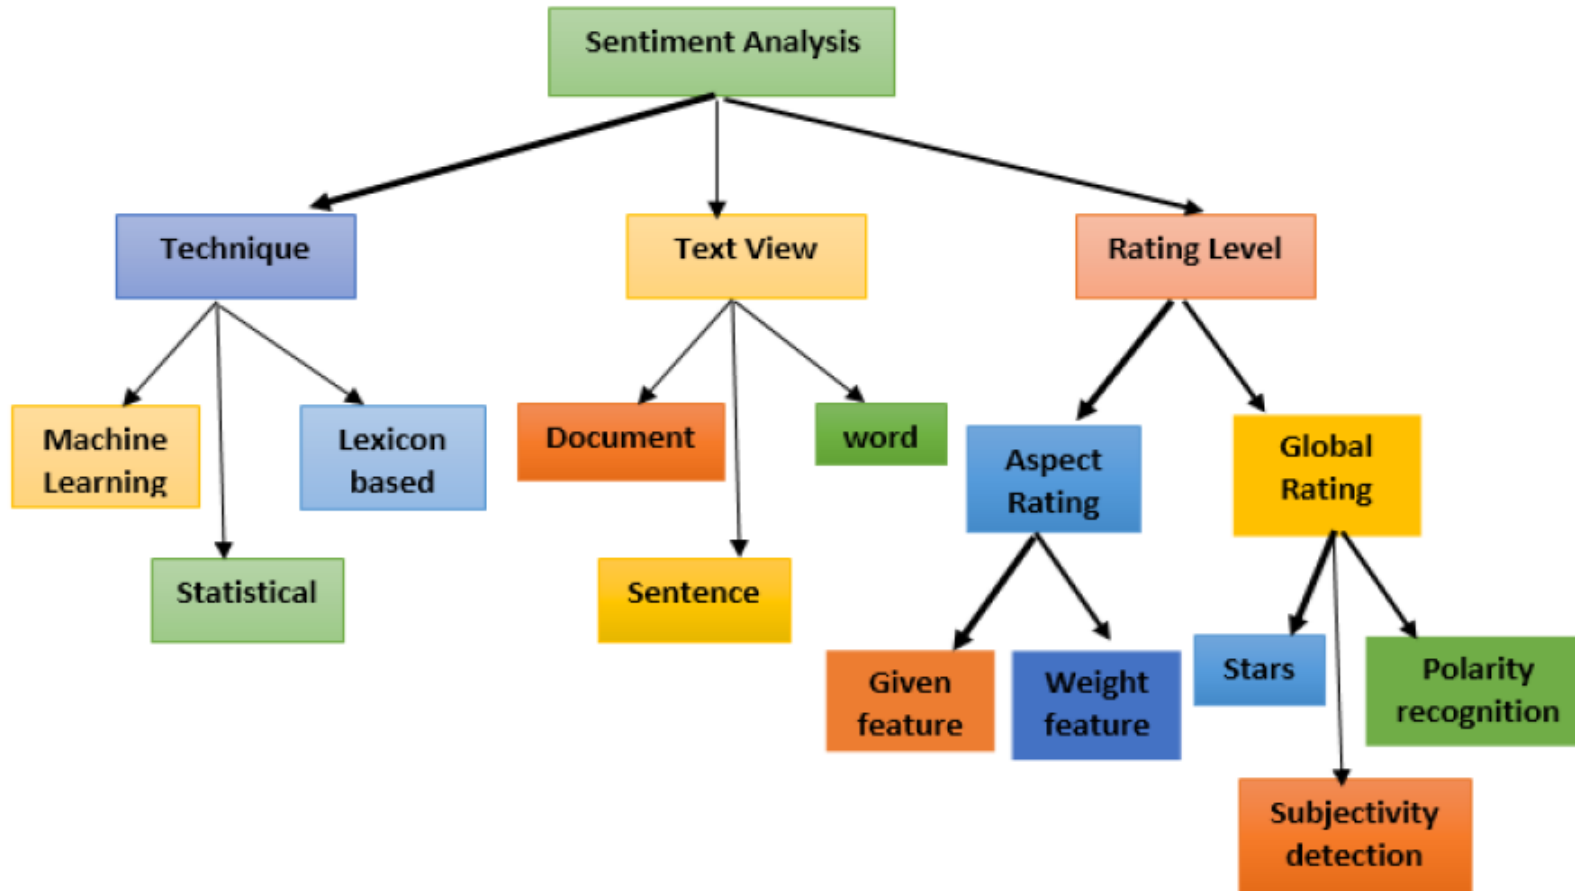 Sentiment Analysis
Technique
Text View
Rating Level
Machine
Learning
Lexicon
based
Statistical
Document
word
Sentence
Aspect
Rating
Global
Rating
Given
feature
Weight
feature
Stars
Polarity
recognition
Subjectivity
detection